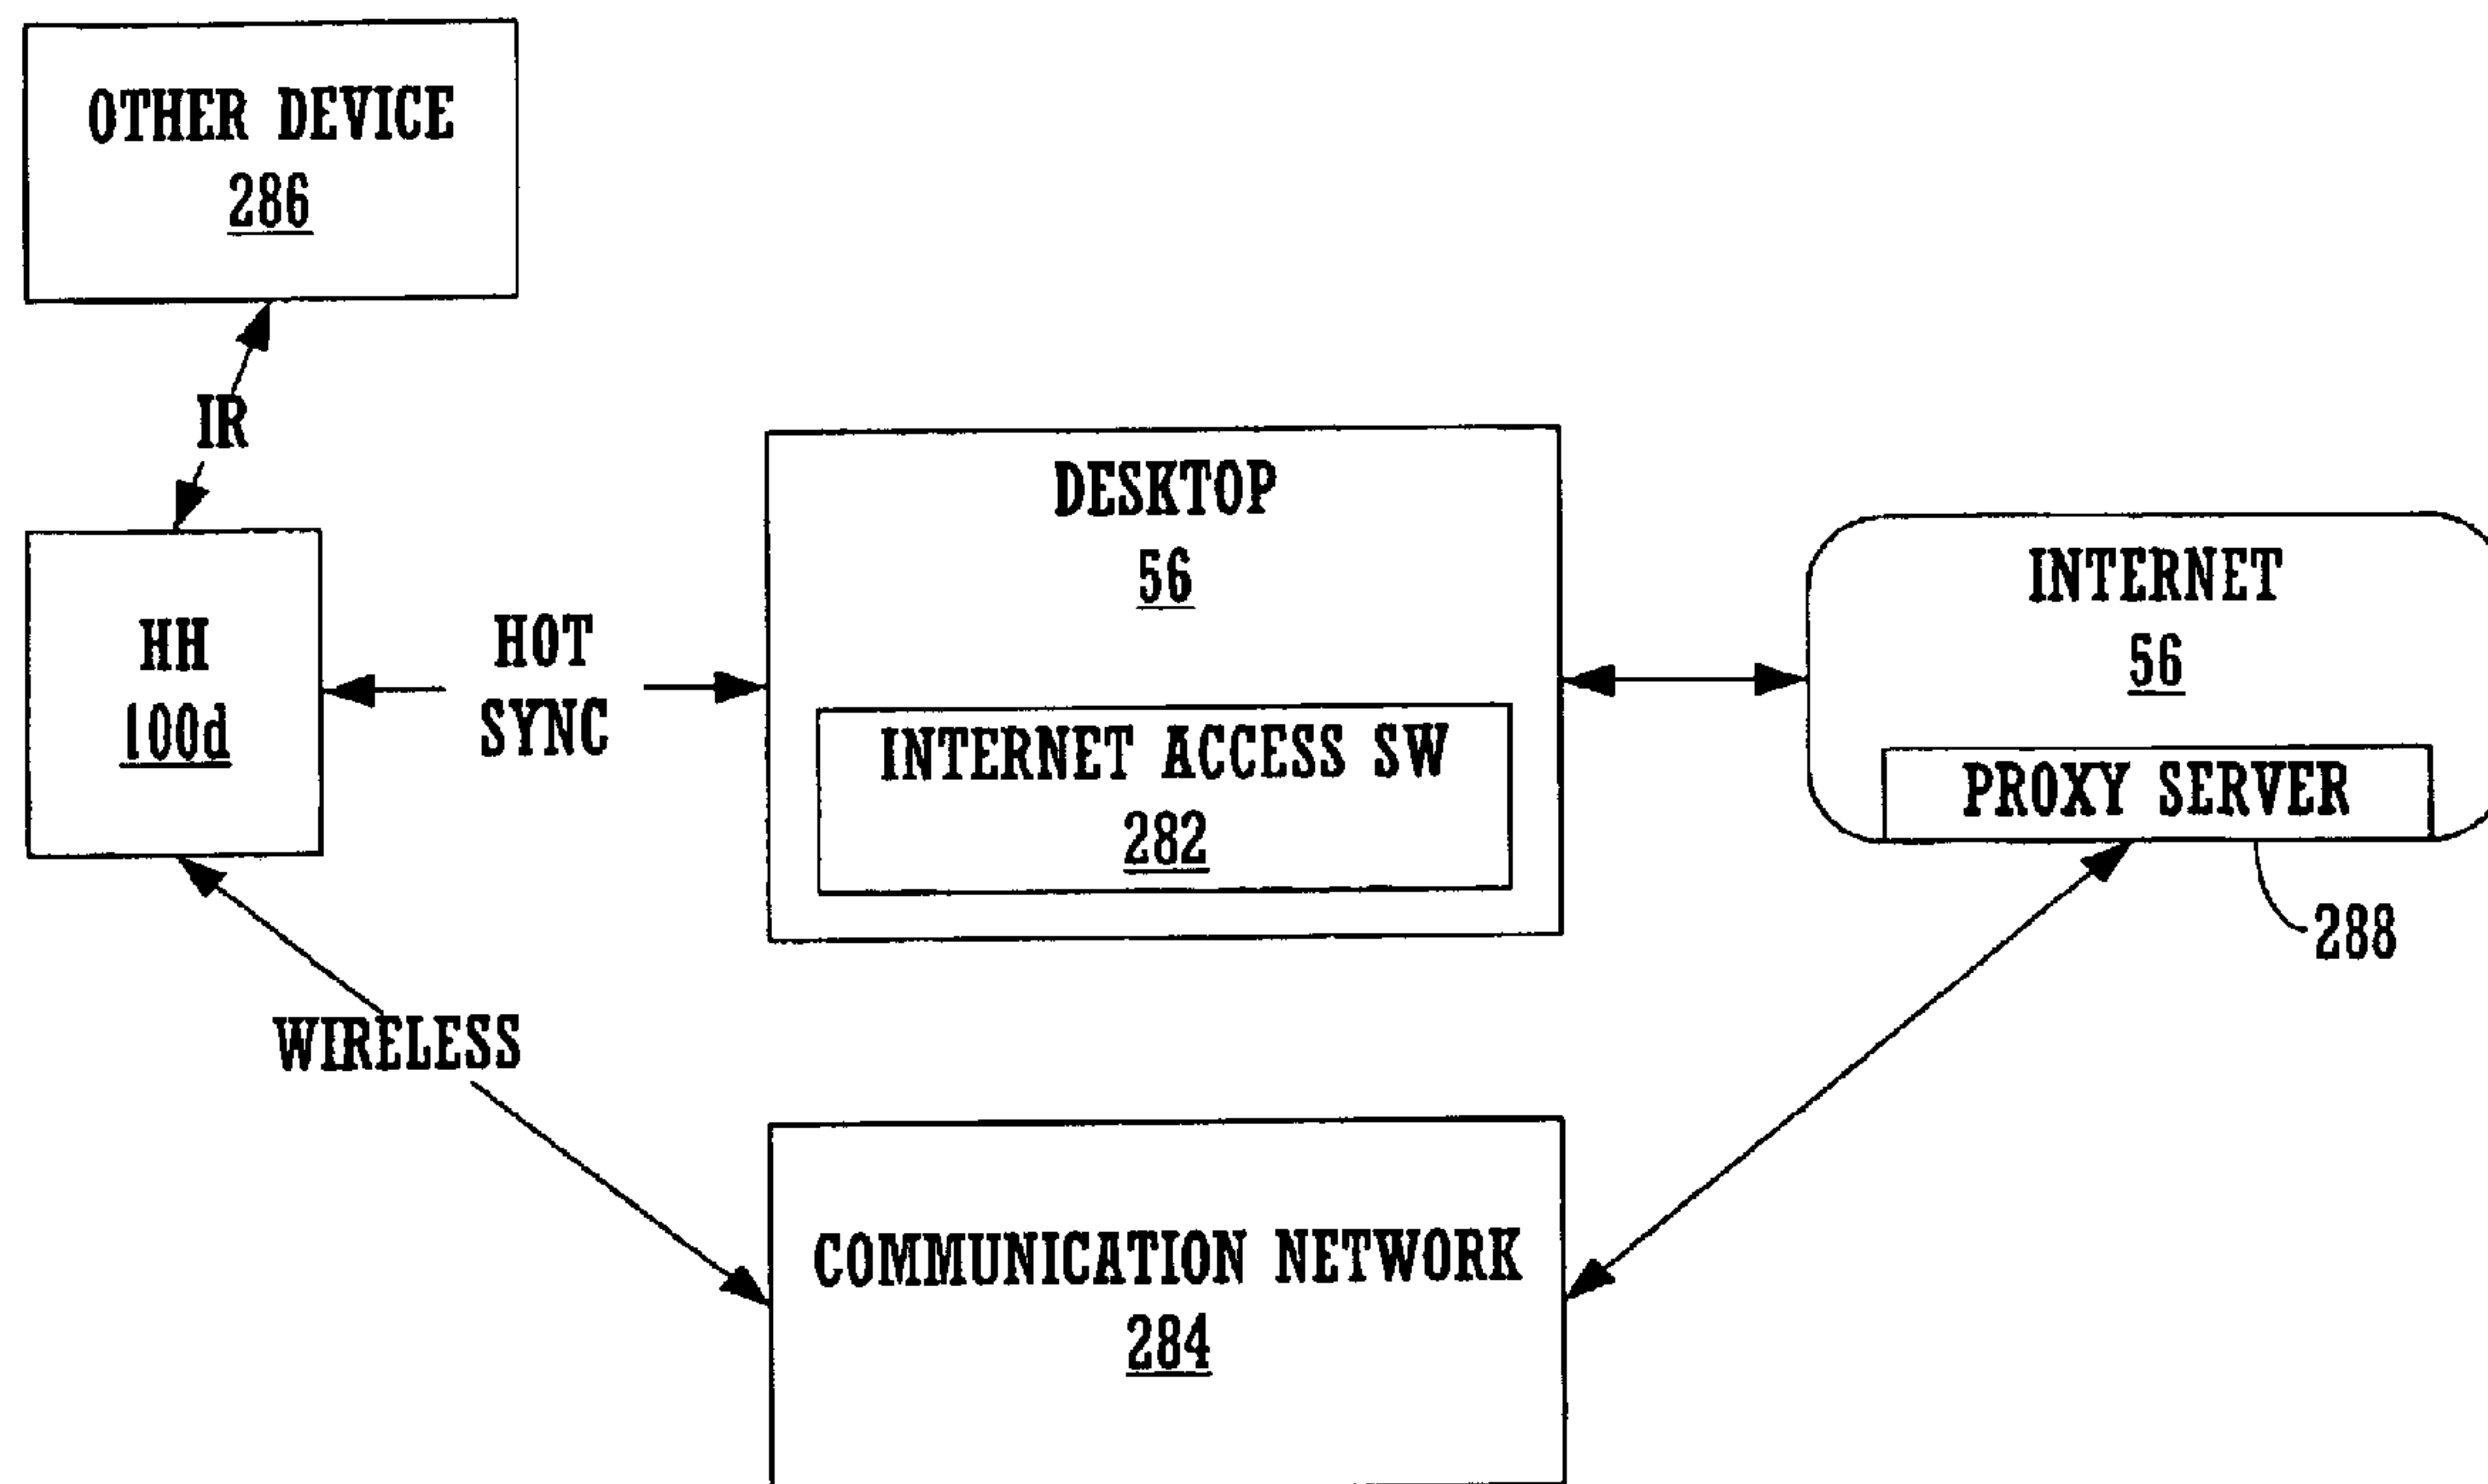 OTHER DEVICE
286
IR
HH
100d
HOT
SYNC
DESKTOP
56
INTERNET ACCESS SW
282
INTERNET
56
PROXY SERVER
288
WIRELESS
COMMUNICATION NETWORK
284